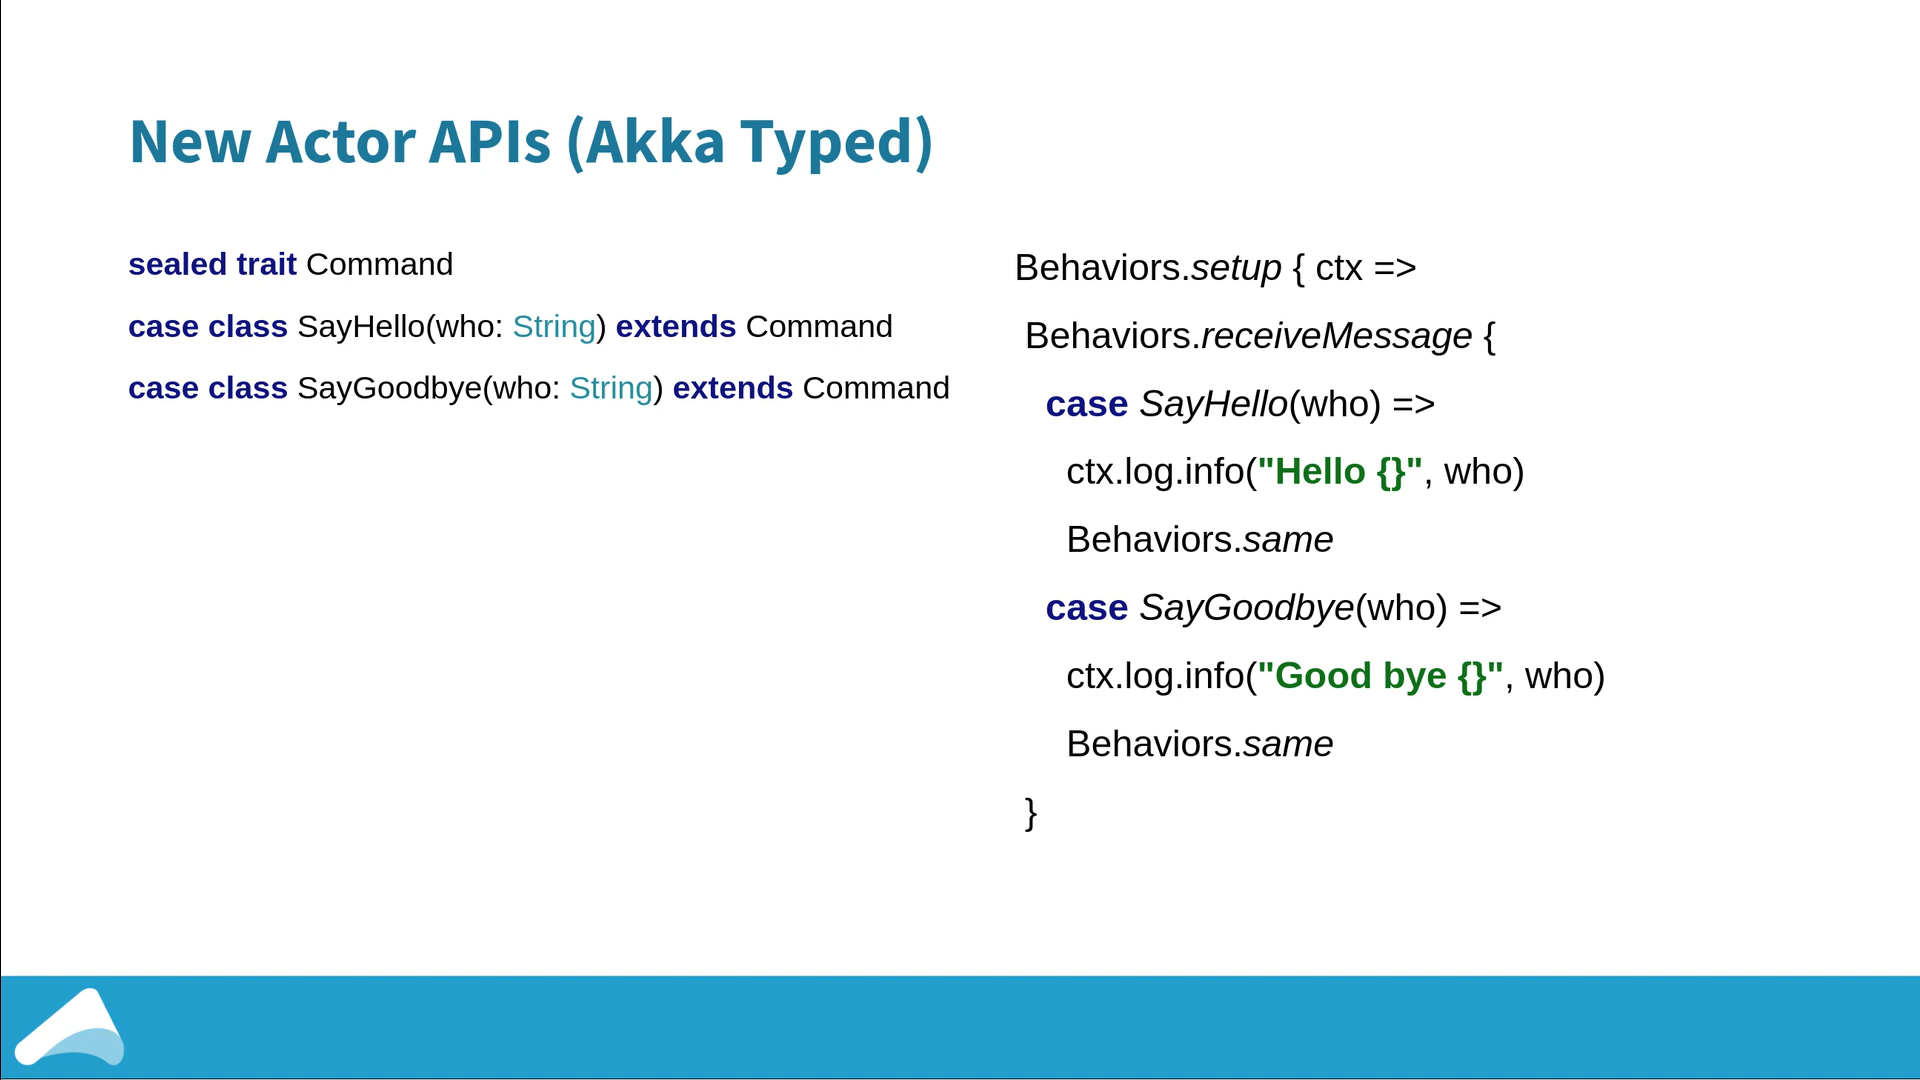 New Actor APIs (Akka Typed)
sealed trait Command
case class SayHello(who: String) extends Command
case class SayGoodbye(who: String) extends Command
Behaviors.setup { ctx =>
Behaviors.receiveMessage {
case SayHello(who) =>
ctx.log.info("Hello {}", who)
Behaviors.same
case SayGoodbye(who) =>
ctx.log.info("Good bye {}", who)
Behaviors.same
}